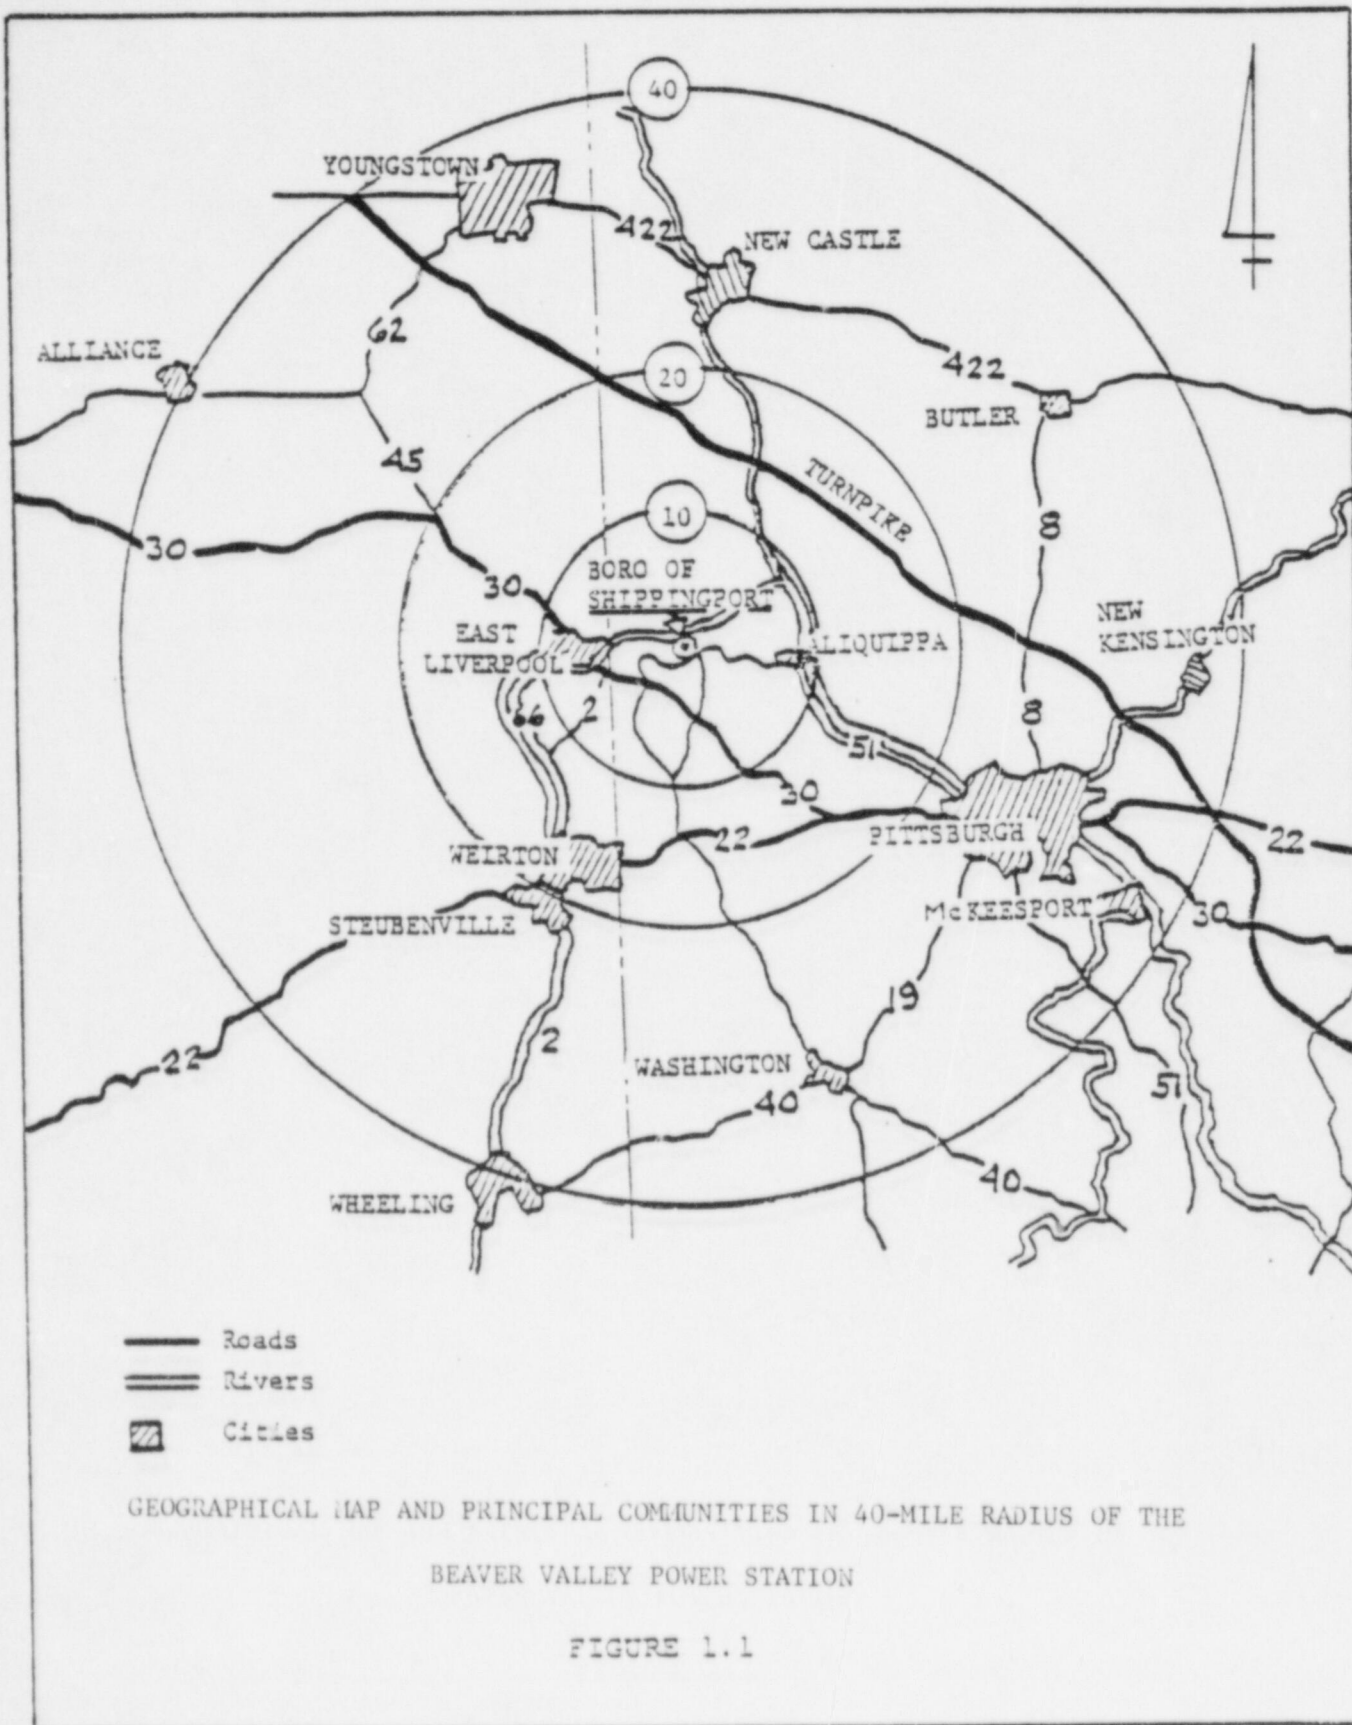 40
YOUNGSTOWN
422
NEW CASTLE
62
ALLIANCE
20
422
BUTLER
45
TURNPIKE
10
8
30
BORO OF
SHIPPINGPORT
30
NEW
KENSINGTON
EAST
LIVERPOOL
ALIQUIPPA
66
2
8
51
30
22
PITTSBURGH
22
WEIRTON
McKEESPORT
30
STEUBENVILLE
19
2
22
WASHINGTON
51
40
40
WHEELING
Roads
Rivers
Cities
GEOGRAPHICAL MAP AND PRINCIPAL COMMUNITIES IN 40-MILE RADIUS OF THE
BEAVER VALLEY POWER STATION
FIGURE 1.1